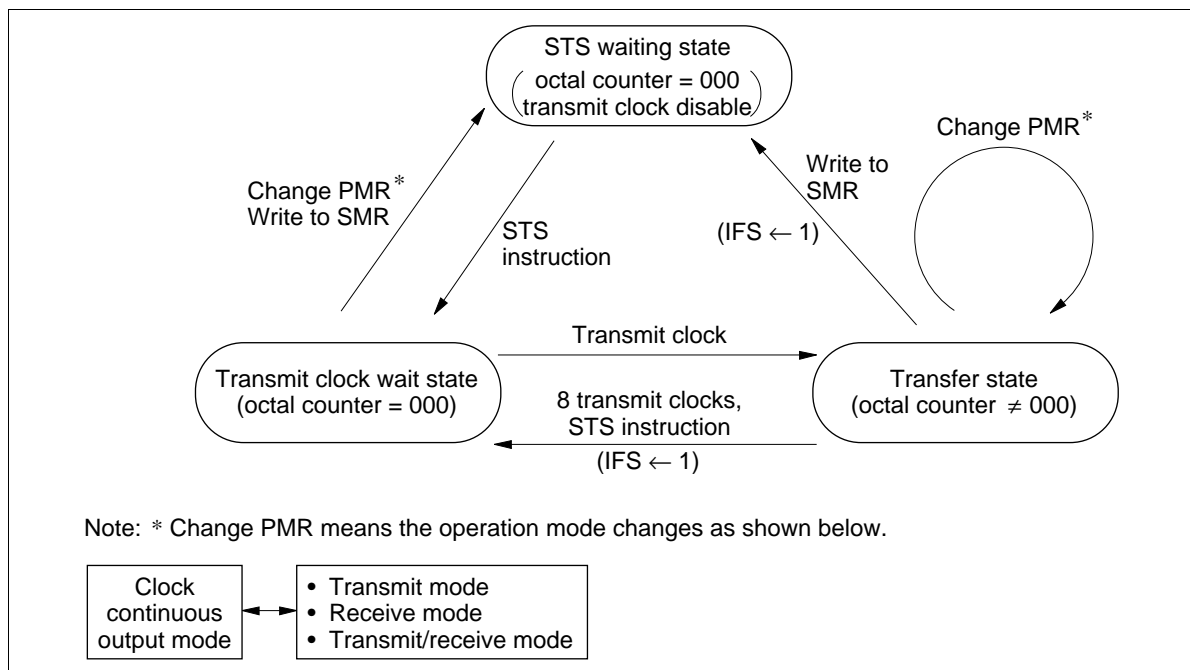 STS waiting state
octal counter = 000
transmit clock disable
Change PMR*
Write to
SMR
Change PMR*
Write to SMR
(IFS ← 1)
STS
instruction
Transmit clock
Transmit clock wait state
(octal counter = 000)
Transfer state
(octal counter ≠ 000)
8 transmit clocks,
STS instruction
(IFS ← 1)
Note: * Change PMR means the operation mode changes as shown below.
Clock
continuous
output mode
• Transmit mode
• Receive mode
• Transmit/receive mode